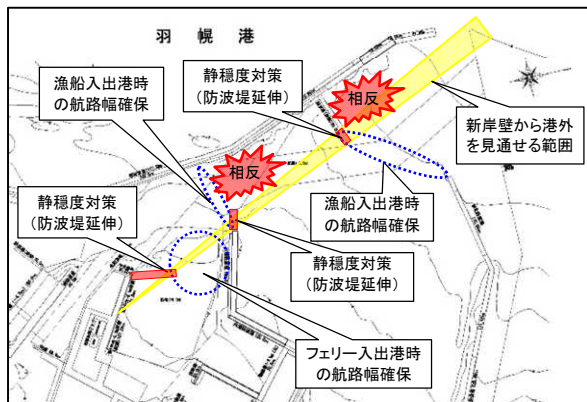 羽幌港
漁船入出港時
の航路幅確保
静穏度対策
（防波堤延伸）
相反
新岸壁から港外
を見通せる範囲
相反
漁船入出港時
の航路幅確保
静穏度対策
（防波堤延伸）
静穏度対策
（防波堤延伸）
フェリー入出港時
の航路幅確保